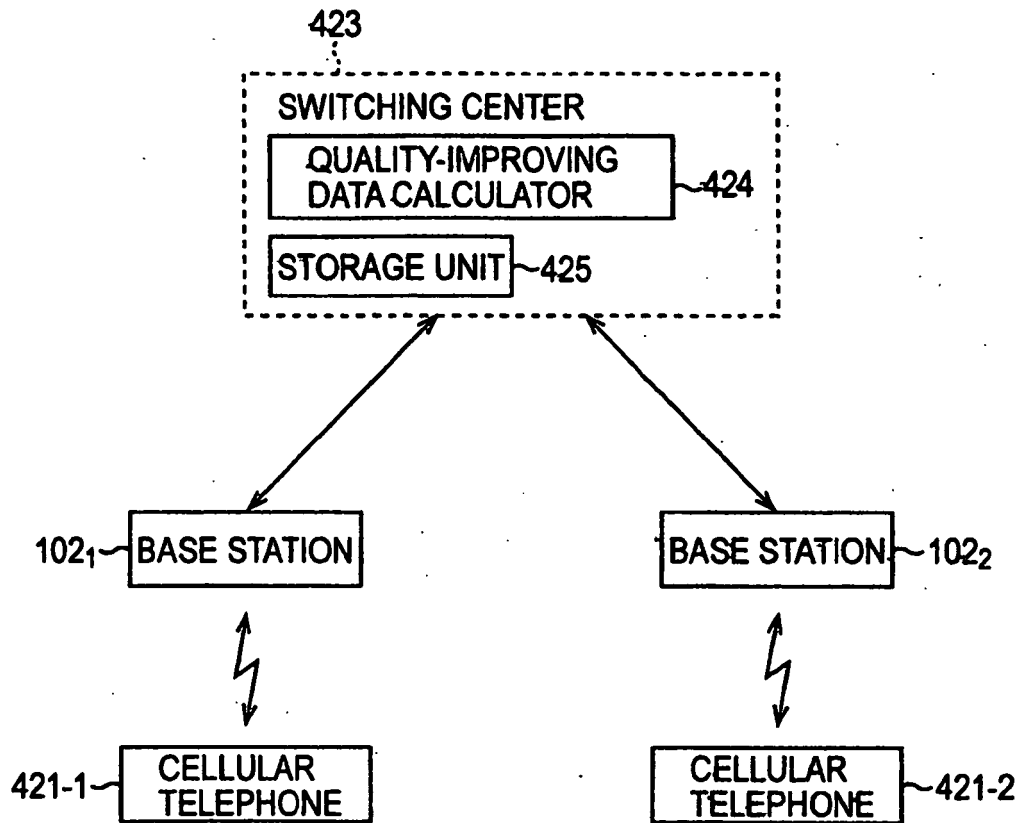 423
SWITCHING CENTER
QUALITY-IMPROVING
DATA CALCULATOR
424
STORAGE UNIT
425
102₁
BASE STATION
BASE STATION
102₂
421-1
CELLULAR
TELEPHONE
CELLULAR
TELEPHONE
421-2